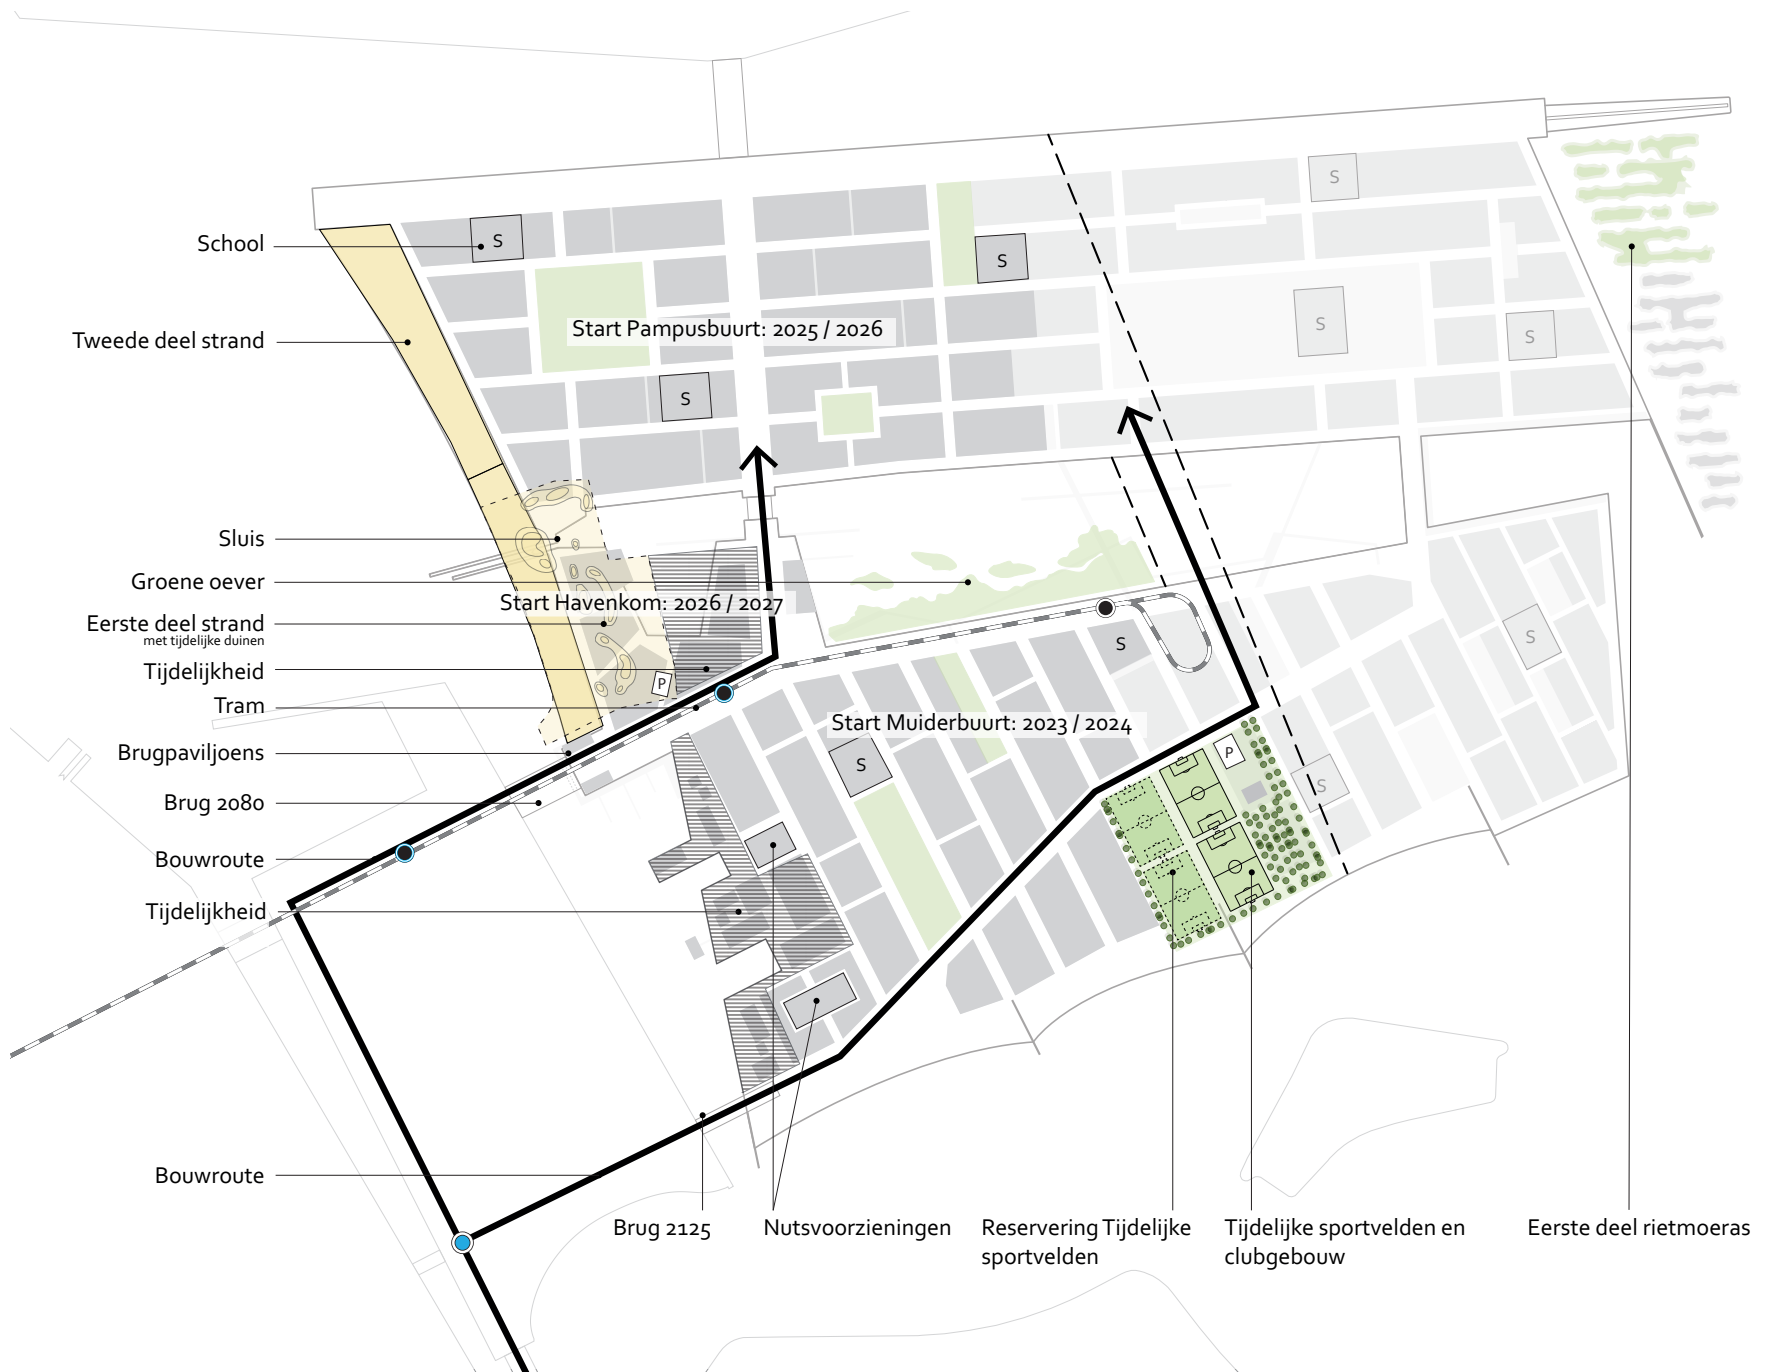 S
School
S
S
Tweede deel strand
Start Pampusbuurt: 2025 / 2026
S
S
S
Sluis
Groene oever
Start Havenkom: 2026 / 2027
Eerste deel strand
met tijdelijke duinen
S
S
Tijdelijkheid
P
Tram
Start Muiderbuurt: 2023 / 2024
Brugpaviljoens
P
S
S
Brug 2080
Bouwroute
Tijdelijkheid
Bouwroute
Brug 2125
Nutsvoorzieningen
Reservering Tijdelijke
sportvelden
Tijdelijke sportvelden en
clubgebouw
Eerste deel rietmoeras